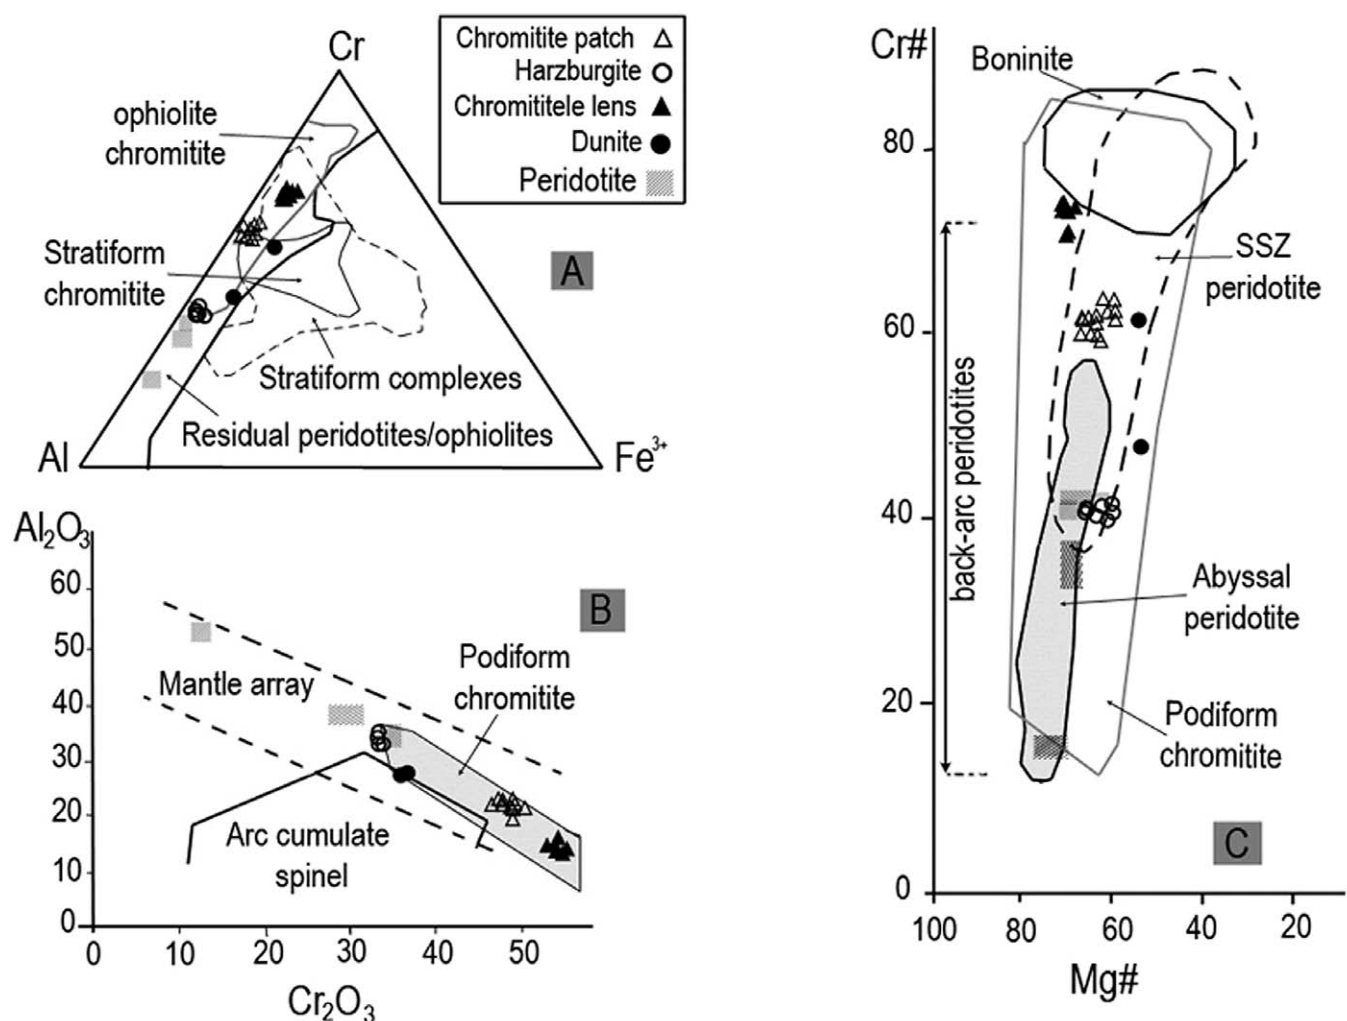 Cr
Chromitite patch
Harzburgite
Chromititele lens
Dunite
Peridotite
ophiolite
chromitite
Stratiform
chromitite
A
Stratiform complexes
Residual peridotites/ophiolites
Al
Fe³⁺
Al₂O₃
60
50
40
30
20
10
0
B
Podiform
chromitite
Mantle array
Arc cumulate
spinel
0 10 20 30 40 50
Cr₂O₃
Cr#
80
60
40
20
0
Boninite
SSZ
peridotite
back-arc peridotites
Abyssal
peridotite
Podiform
chromitite
C
100 80 60 40 20
Mg#